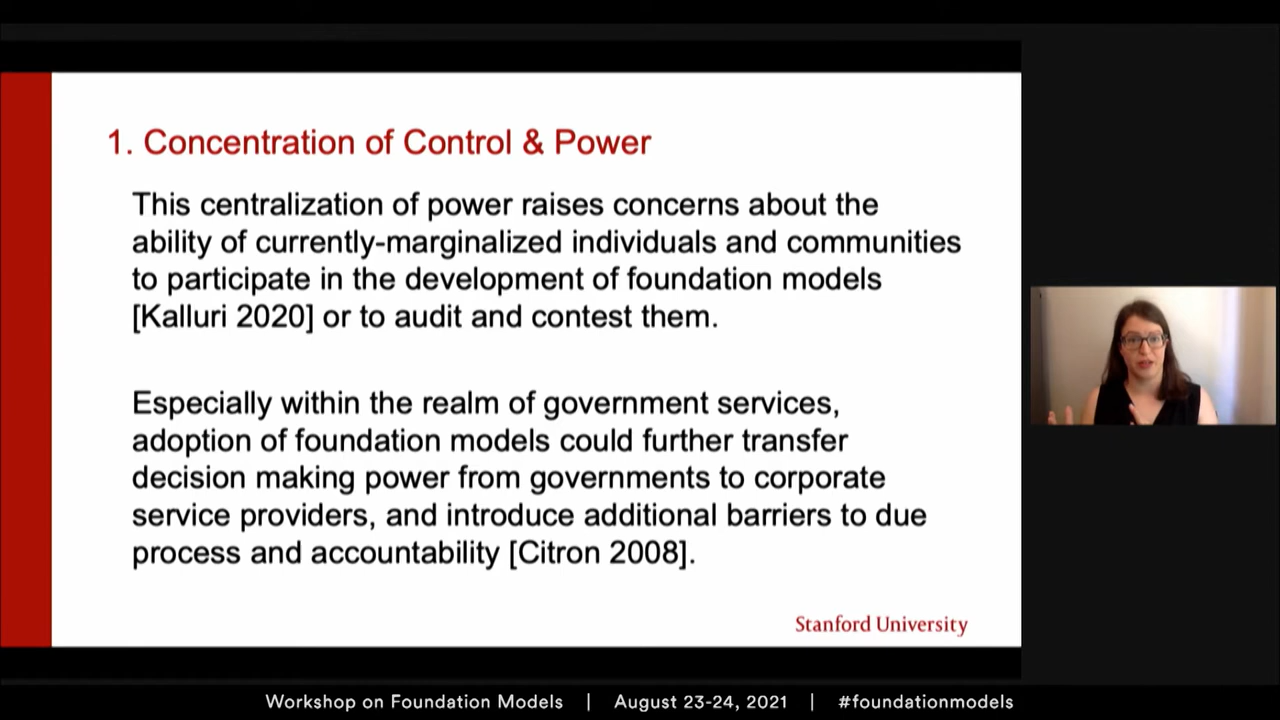 1. Concentration of Control & Power
This centralization of power raises concerns about the
ability of currently-marginalized individuals and communities
to participate in the development of foundation models
[Kalluri 2020] or to audit and contest them.
Especially within the realm of government services,
adoption of foundation models could further transfer
decision making power from governments to corporate
service providers, and introduce additional barriers to due
process and accountability [Citron 2008].
Stanford University
Workshop on Foundation Models | August 23-24, 2021 | #foundationmodels